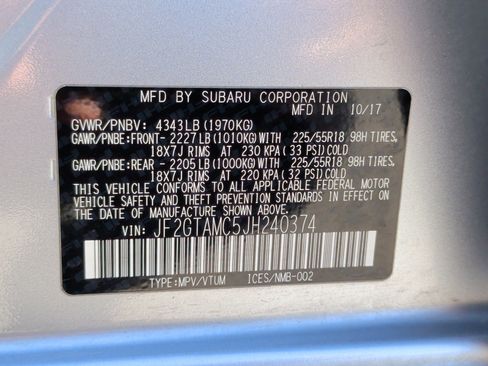 MFD BY SUBARU CORPORATION
MFD IN 10/17
GVWR/PNBV: 4343LB (1970KG)
GAWR/PNBE:FRONT-2227LB (1010KG)WITH 225/55R18 98H TIRES,
18X7J RIMS AT 230 KPA (33 PSI)COLD
GAWR/PNBE:REAR -2205LB (1000KG)WITH 225/55R18 98H TIRES,
18X7J RIMS AT 220 KPA (32 PSI)COLD
THIS VEHICLE CONFORMS TO ALL APPLICABLE FEDERAL MOTOR
VEHICLE SAFETY AND THEFT PREVENTION STANDARDS IN EFFECT
ON THE DATE OF MANUFACTURE SHOWN ABOVE.
VIN: JF2GTAMC5JH240374
TYPE:MPV/VTUM ICES/NMB-002